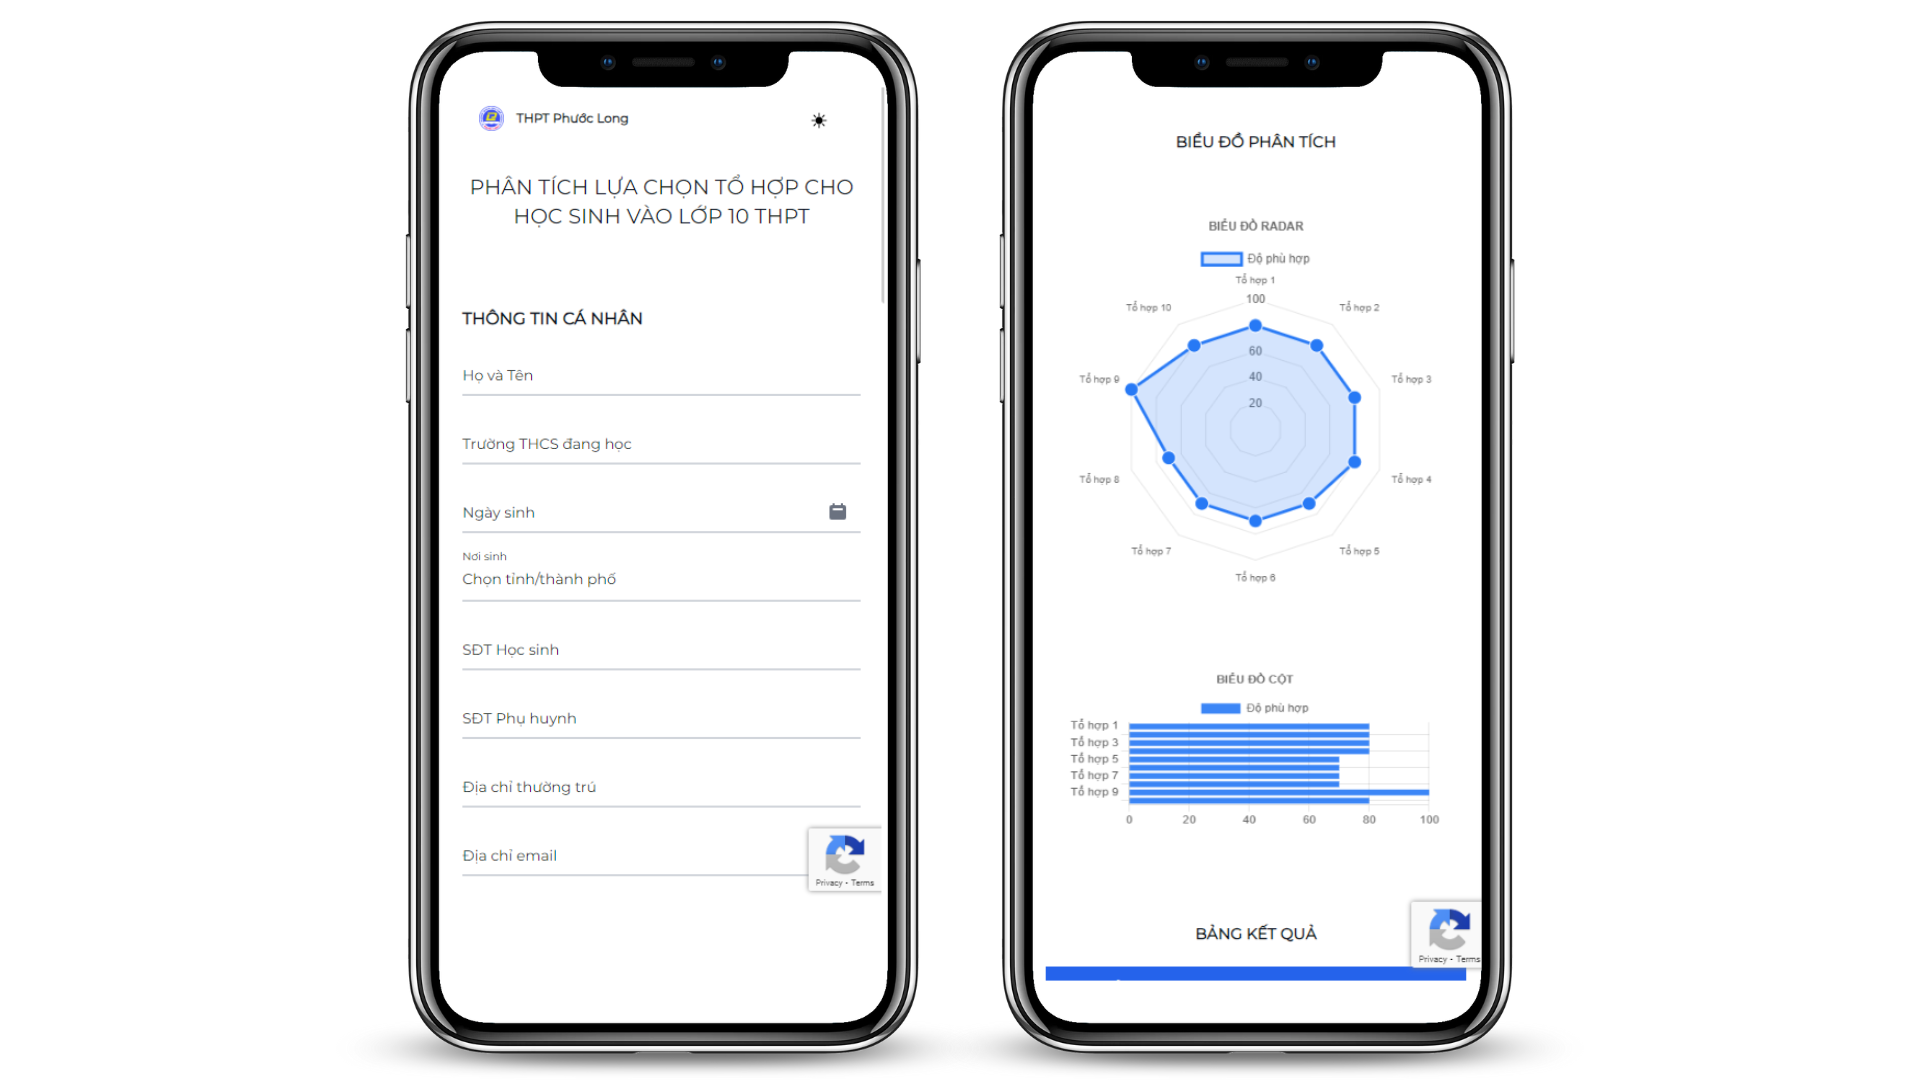 THPT Phước Long
PHÂN TÍCH LỰA CHỌN TỔ HỢP CHO
HỌC SINH VÀO LỚP 10 THPT
THÔNG TIN CÁ NHÂN
Họ và Tên
Trường THCS đang học
Ngày sinh
Nơi sinh
Chọn tỉnh/thành phố
SĐT Học sinh
SĐT Phụ huynh
Địa chỉ thường trú
Địa chỉ email
Privacy - Terms
BIỂU ĐỒ PHÂN TÍCH
BIỂU ĐỒ RADAR
Độ phù hợp
Tổ hợp 1
100
Tổ hợp 10
Tổ hợp 2
60
40
Tổ hợp 9
Tổ hợp 3
20
Tổ hợp 8
Tổ hợp 4
Tổ hợp 7
Tổ hợp 5
Tổ hợp 6
BIỂU ĐỒ CỘT
Độ phù hợp
Tổ hợp 1
Tổ hợp 3
Tổ hợp 5
Tổ hợp 7
Tổ hợp 9
0 20 40 60 80 100
BẢNG KẾT QUẢ
Privacy - Terms